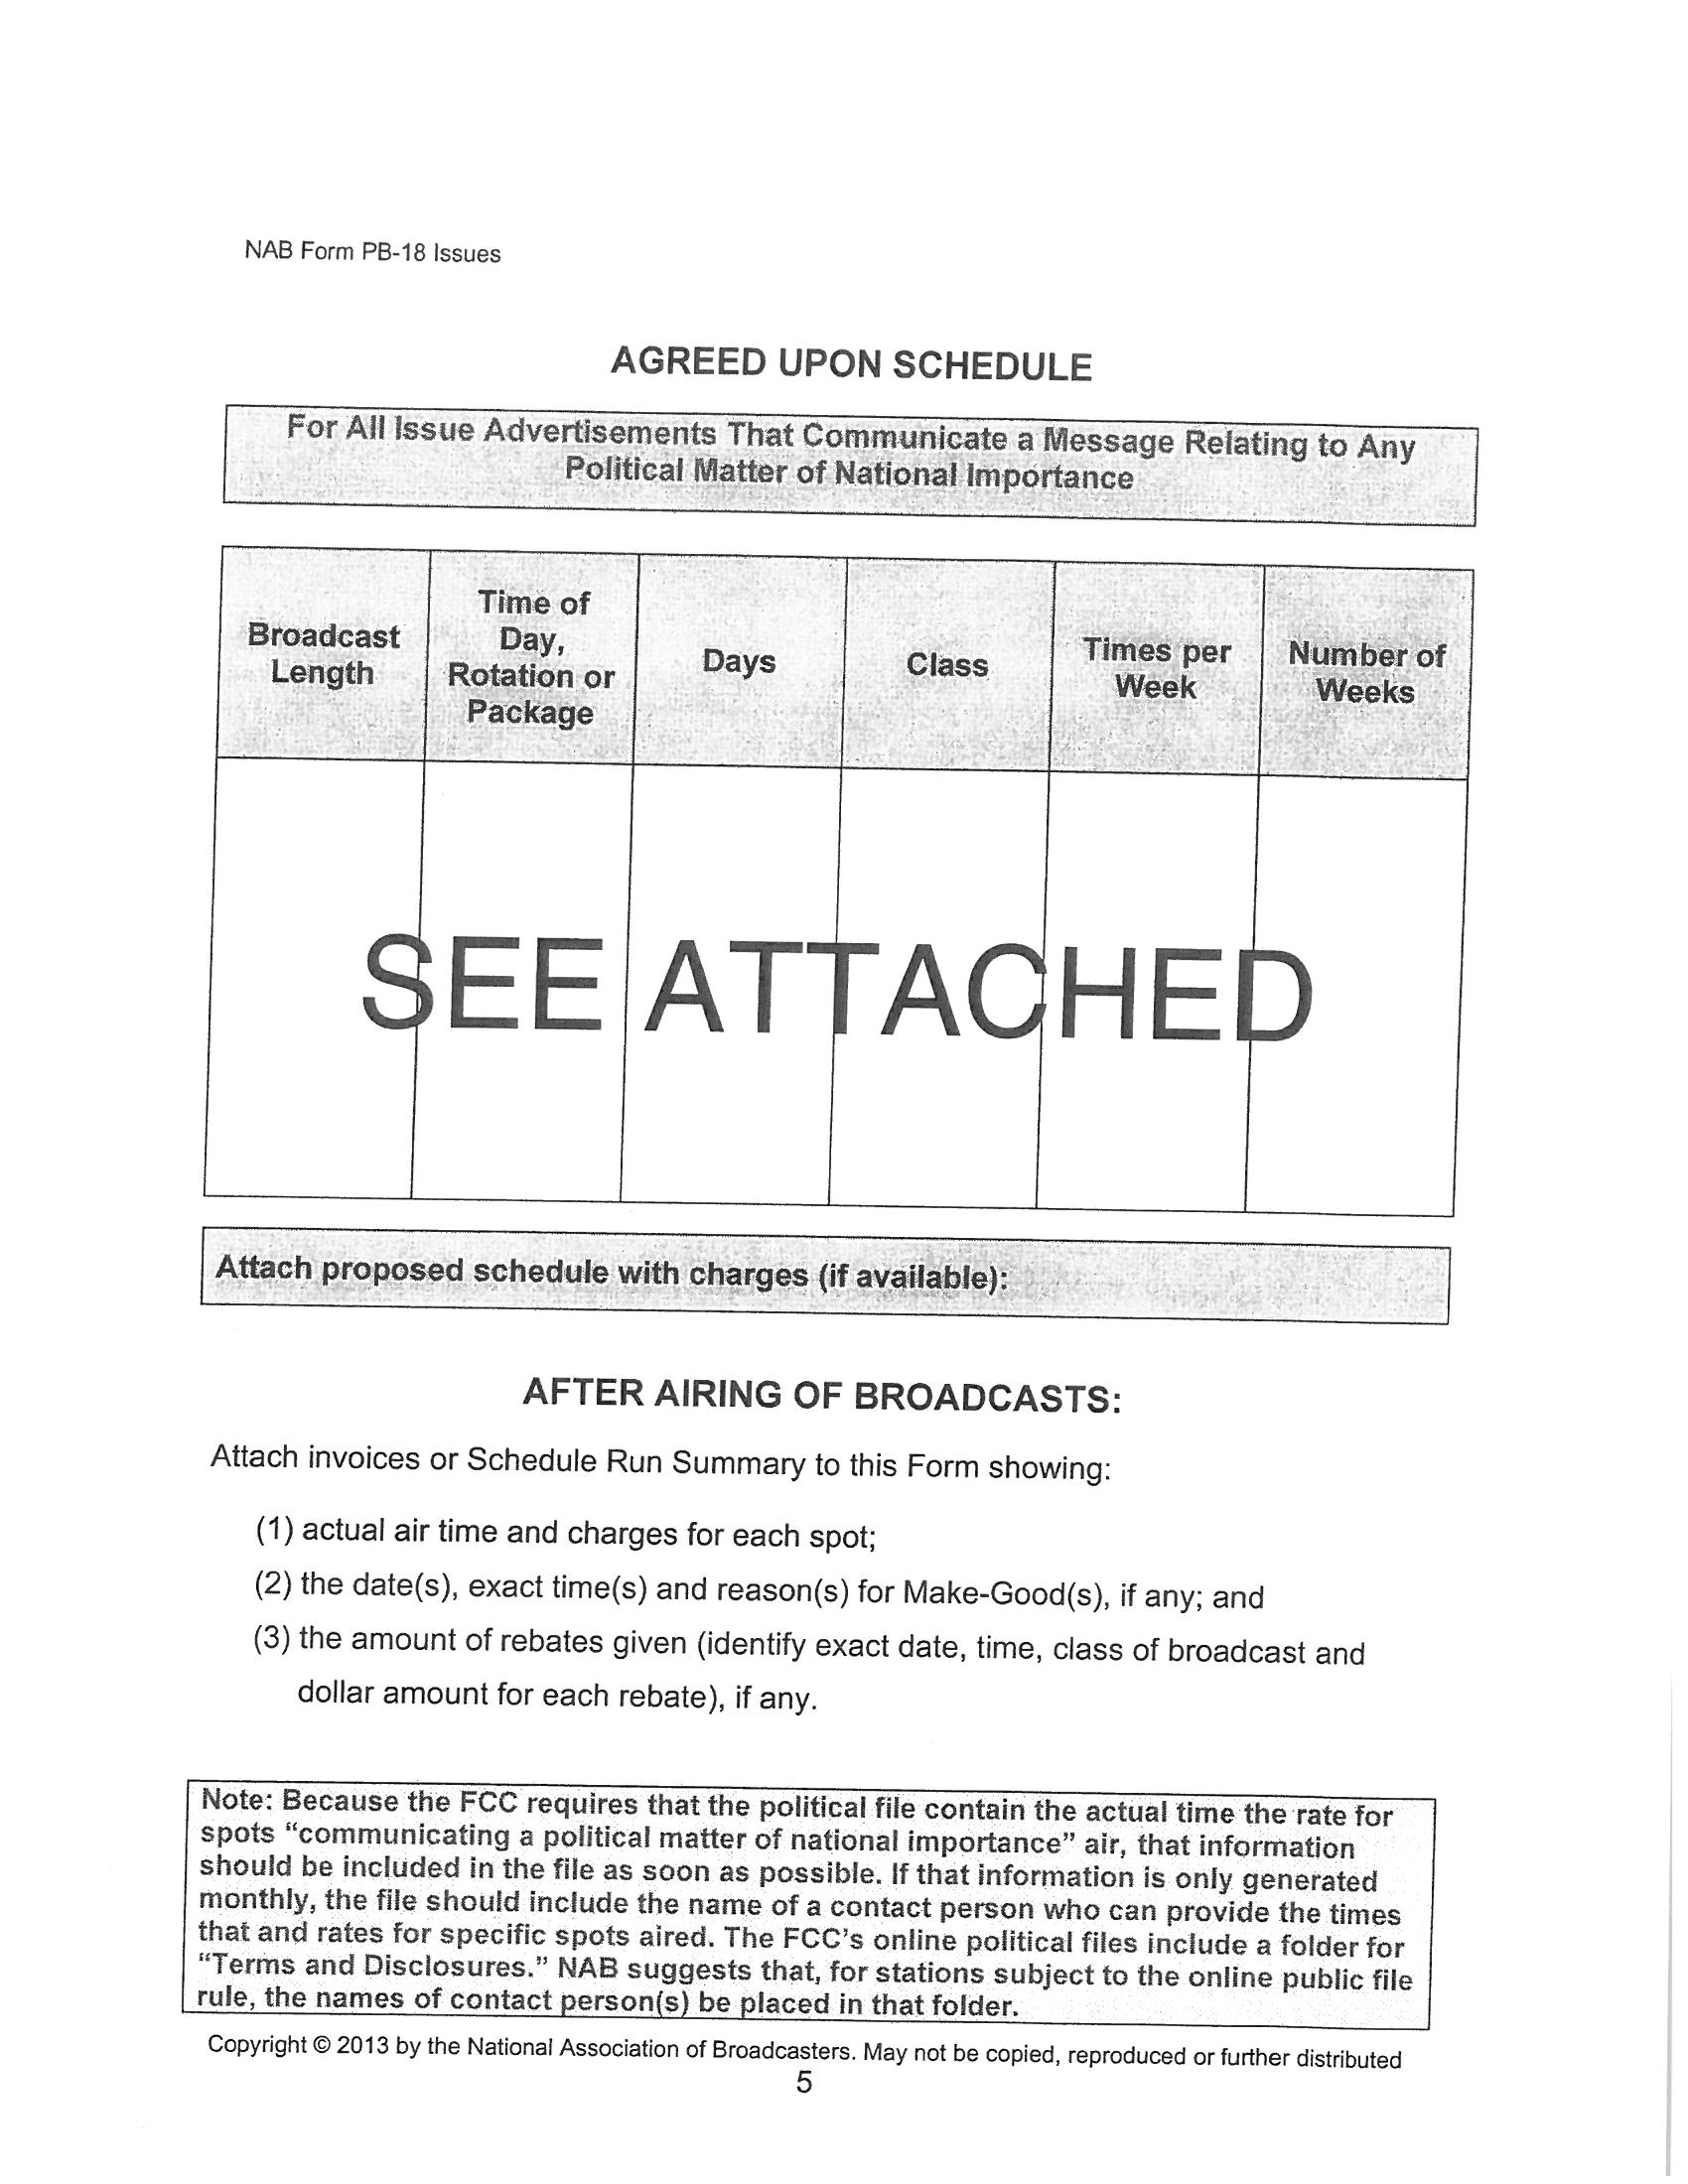 NAB Form PB-18 Issues
AGREED UPON SCHEDULE
For All Issue Advertisements That Communicate a Message Relating to Any
Political Matter of National Importance
Broadcast
Length
Time of
Day,
Rotation or
Package
Days
Class
Times per
Week
Number of
Weeks
SEE ATTACHED
Attach proposed schedule with charges (if available):
AFTER AIRING OF BROADCASTS:
Attach invoices or Schedule Run Summary to this Form showing:
(1) actual air time and charges for each spot;
(2) the date(s), exact time(s) and reason(s) for Make-Good(s), if any; and
(3) the amount of rebates given (identify exact date, time, class of broadcast and
dollar amount for each rebate), if any.
Note: Because the FCC requires that the political file contain the actual time the rate for
spots “communicating a political matter of national importance” air, that information
should be included in the file as soon as possible. If that information is only generated
monthly, the file should include the name of a contact person who can provide the times
that and rates for specific spots aired. The FCC’s online political files include a folder for
“Terms and Disclosures.” NAB suggests that, for stations subject to the online public file
rule, the names of contact person(s) be placed in that folder.
Copyright © 2013 by the National Association of Broadcasters. May not be copied, reproduced or further distributed
5